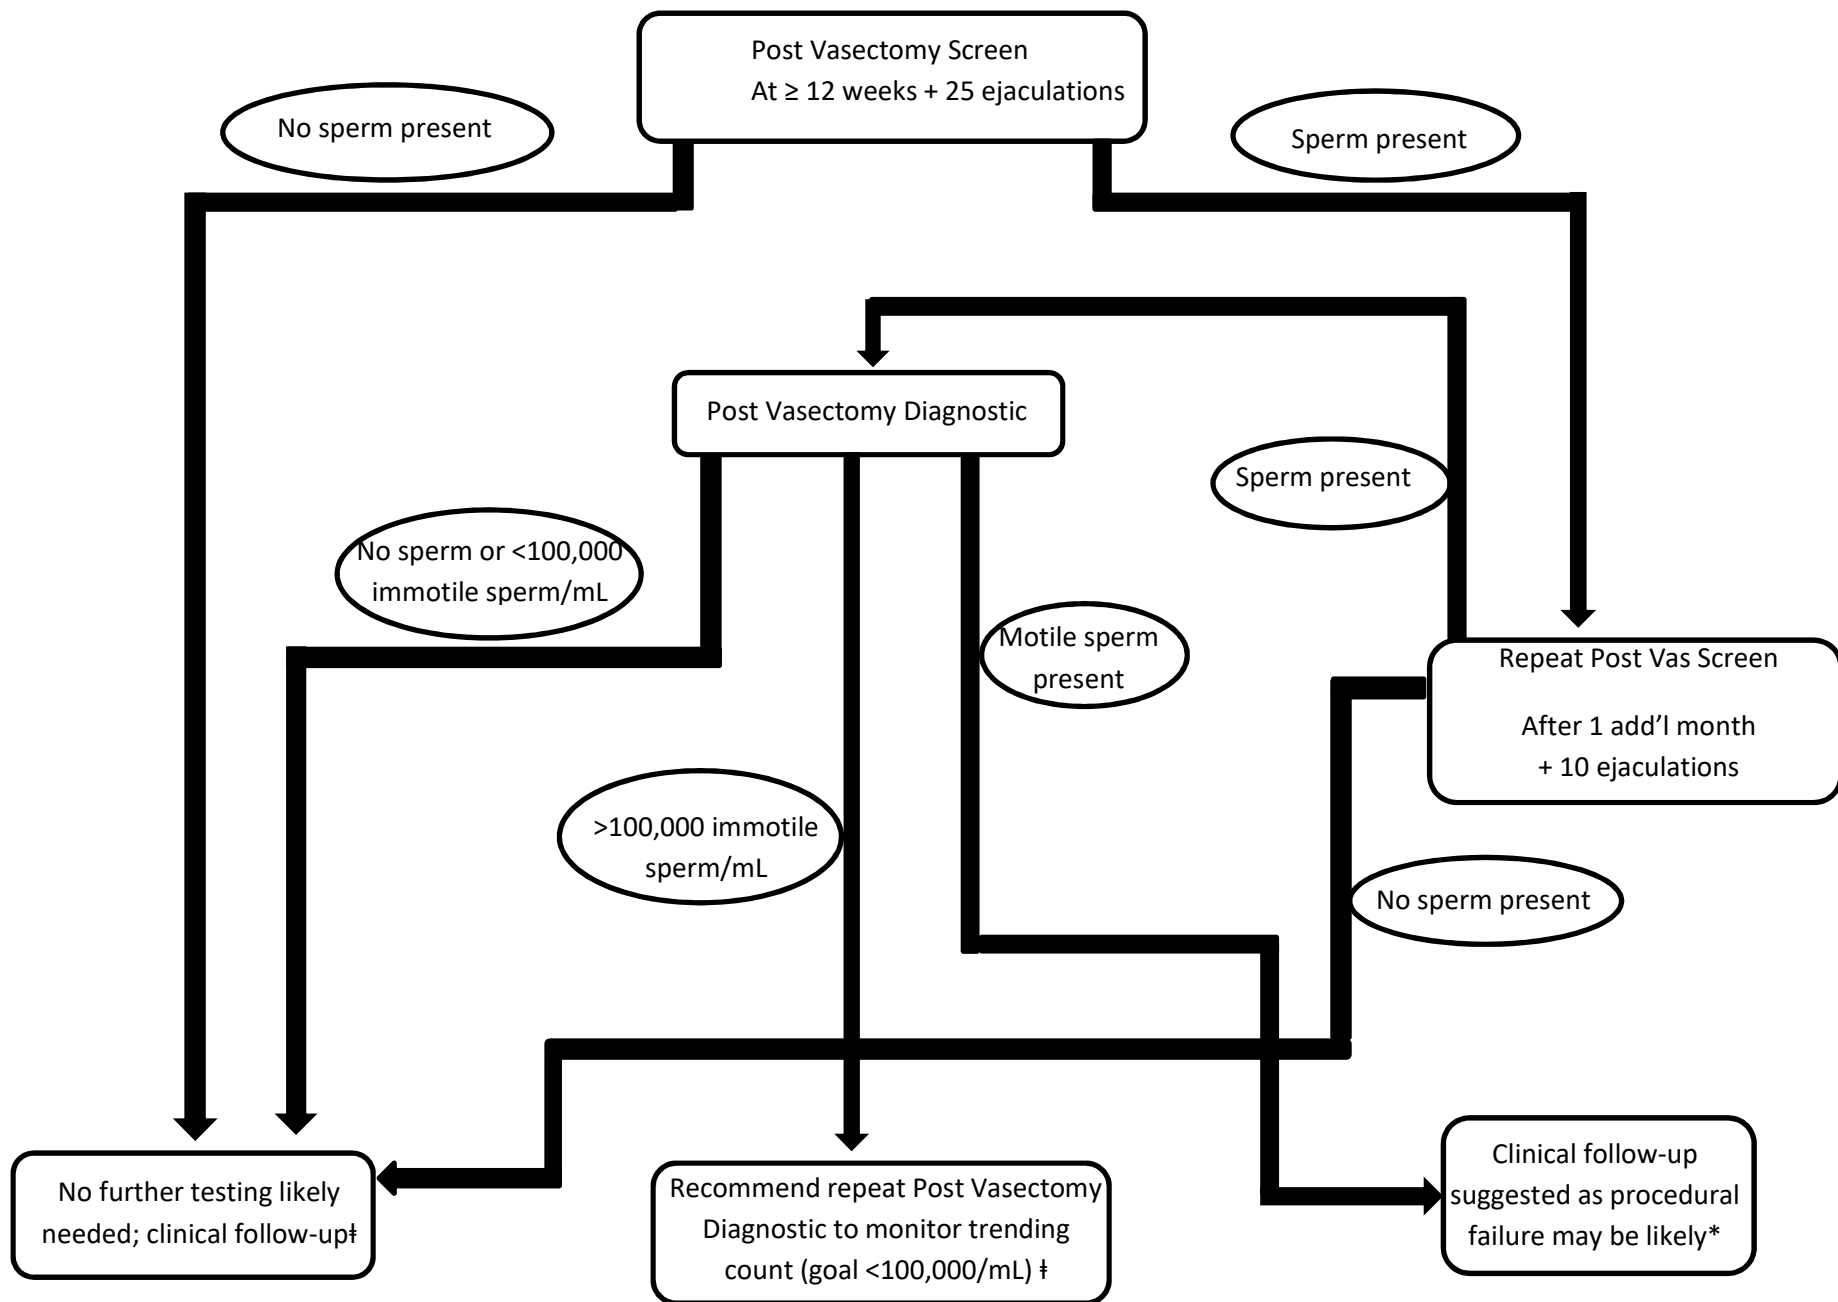 Post Vasectomy Screen
At ≥ 12 weeks + 25 ejaculations
No sperm present
Sperm present
Post Vasectomy Diagnostic
Sperm present
No sperm or <100,000
immotile sperm/mL
Motile sperm
present
Repeat Post Vas Screen
After 1 add’l month
+ 10 ejaculations
>100,000 immotile
sperm/mL
No sperm present
No further testing likely
needed; clinical follow-upǂ
Recommend repeat Post Vasectomy
Diagnostic to monitor trending
count (goal <100,000/mL) ǂ
Clinical follow-up
suggested as procedural
failure may be likely*